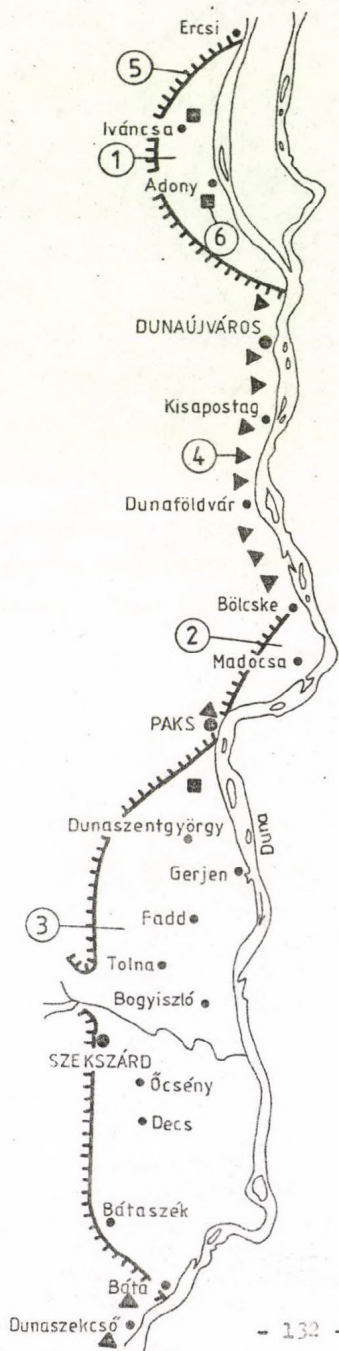 Ercsi
5
Iváncsa
1
Adony
6
DUNAÚJVÁROS
Kisapostag
4
Dunaföldvár
Bölcske
2
Madocsa
PAKS
Dunaszentgyörgy
Duna
Gerjen
3
Fadd
Tolna
Bogyiszló
SZEKSZÁRD
Őcsény
Decs
Bátaszék
Báta
Dunaszekcső
- 132 -